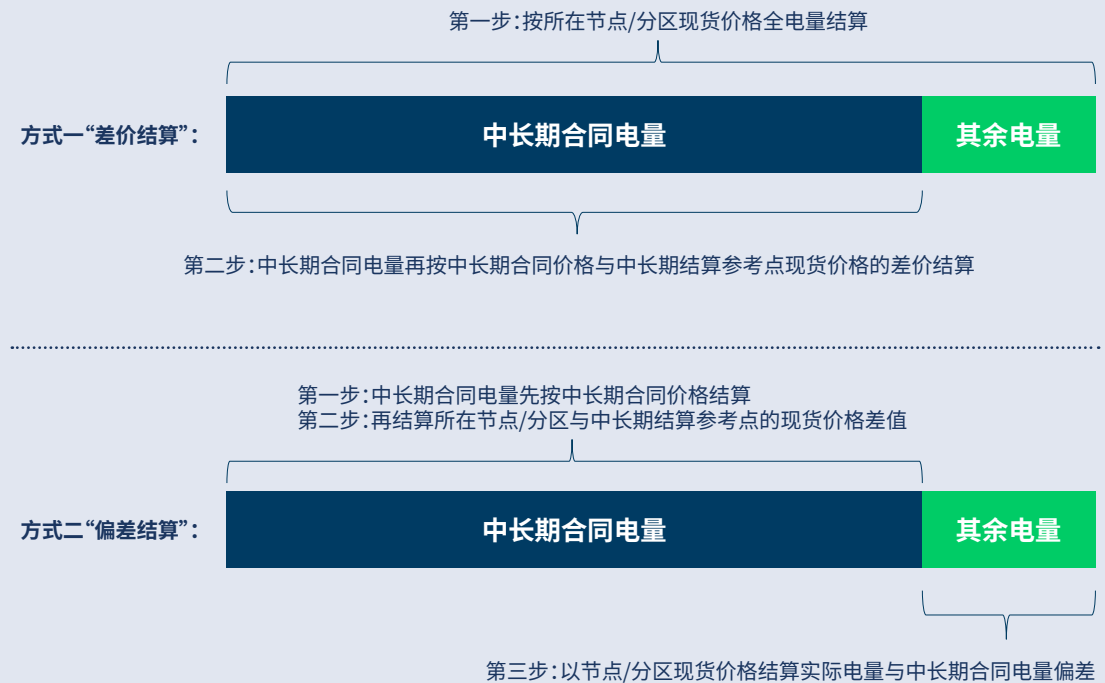 第一步:按所在节点/分区现货价格全电量结算
方式一“差价结算”:
中长期合同电量
其余电量
第二步:中长期合同电量再按中长期合同价格与中长期结算参考点现货价格的差价结算
第一步:中长期合同电量先按中长期合同价格结算
第二步:再结算所在节点/分区与中长期结算参考点的现货价格差值
方式二“偏差结算”:
中长期合同电量
其余电量
第三步:以节点/分区现货价格结算实际电量与中长期合同电量偏差